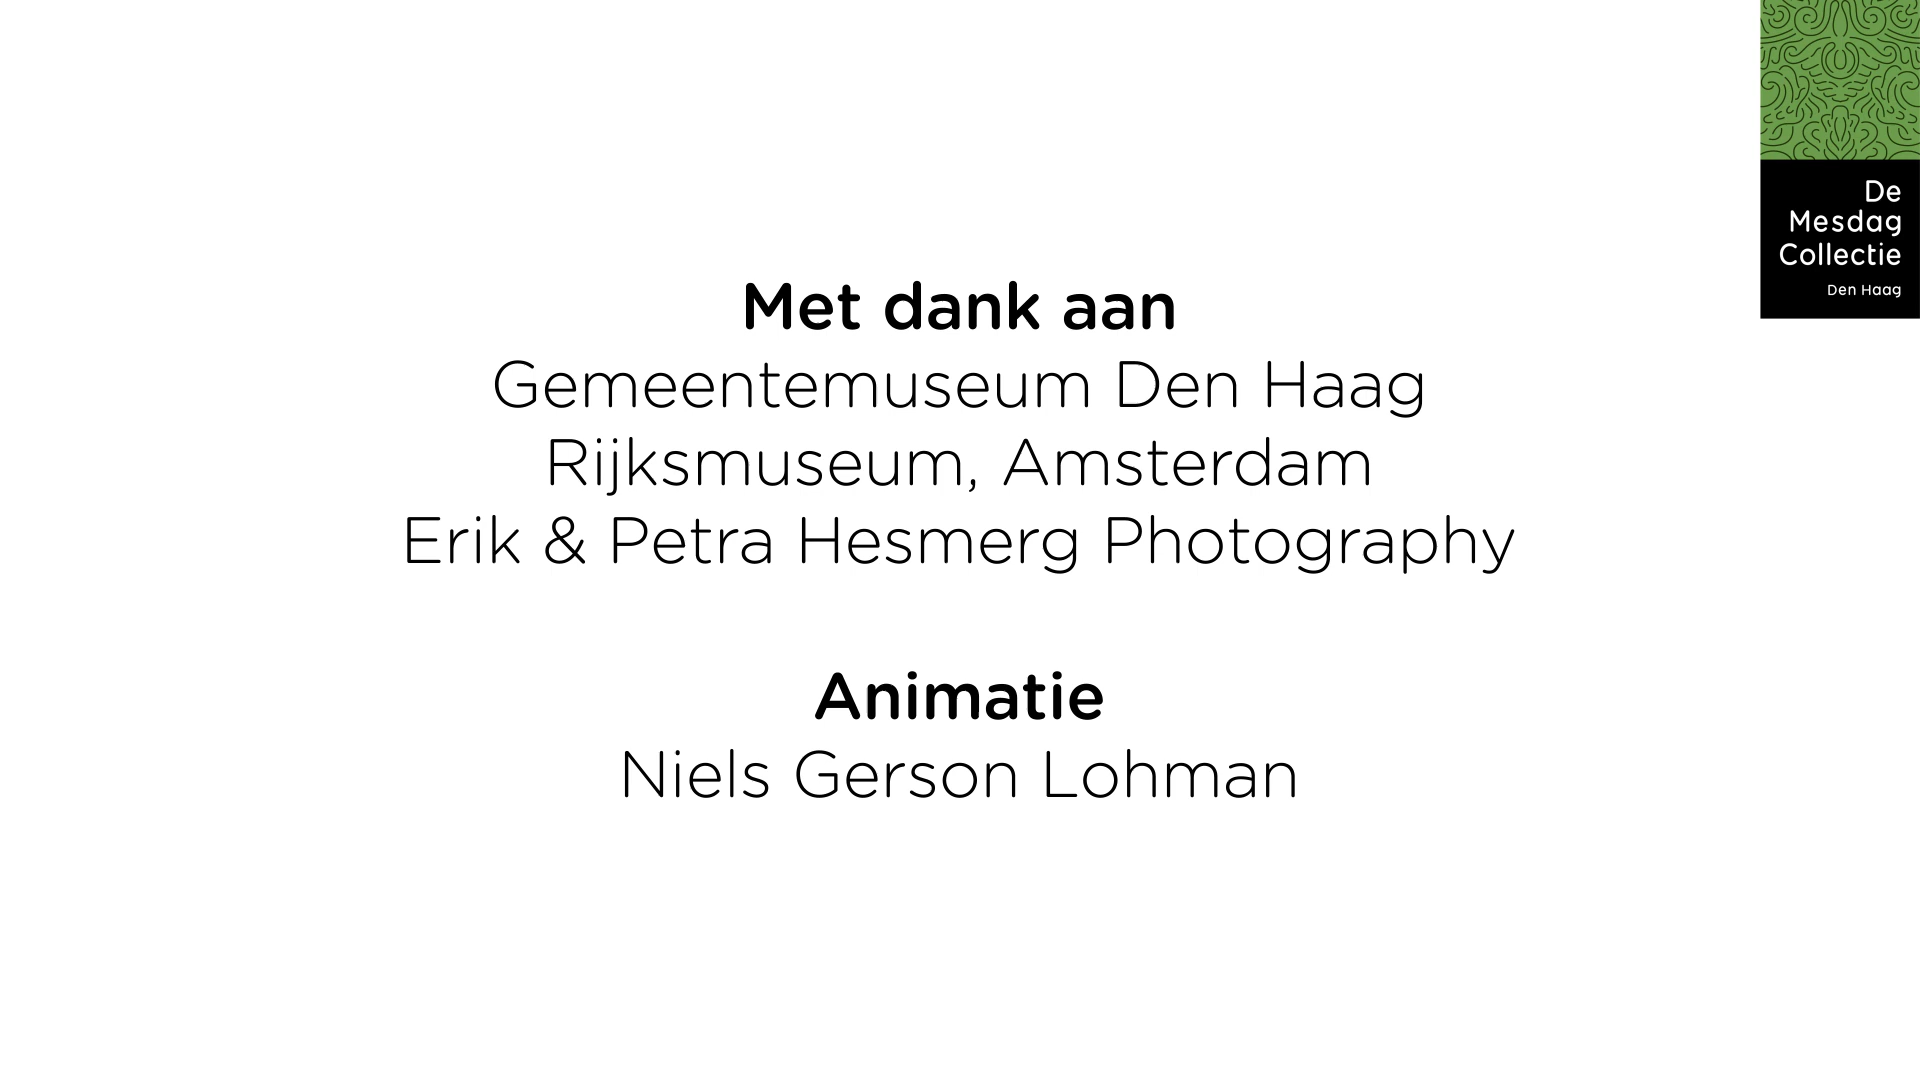 De
Mesdag
Collectie
Den Haag
Met dank aan
Gemeentemuseum Den Haag
Rijksmuseum, Amsterdam
Erik & Petra Hesmerg Photography
Animatie
Niels Gerson Lohman